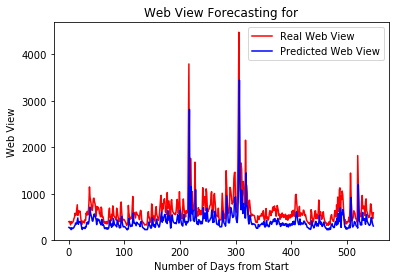 Web View Forecasting for
Real Web View
Predicted Web View
Web View
4000
3000
2000
1000
0
0 100 200 300 400 500
Number of Days from Start